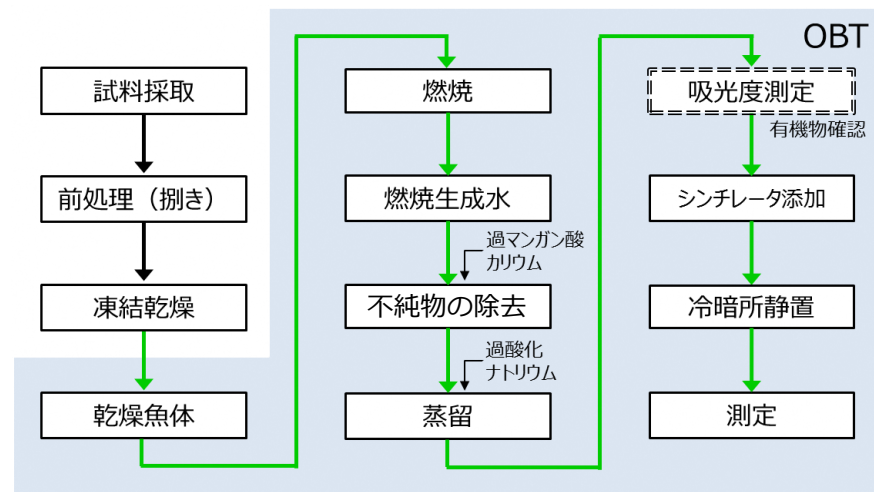 OBT
試料採取
前処理（捌き）
凍結乾燥
乾燥魚体
燃焼
燃焼生成水
過マンガン酸
カリウム
不純物の除去
過酸化
ナトリウム
蒸留
吸光度測定
有機物確認
シンチレータ添加
冷暗所静置
測定